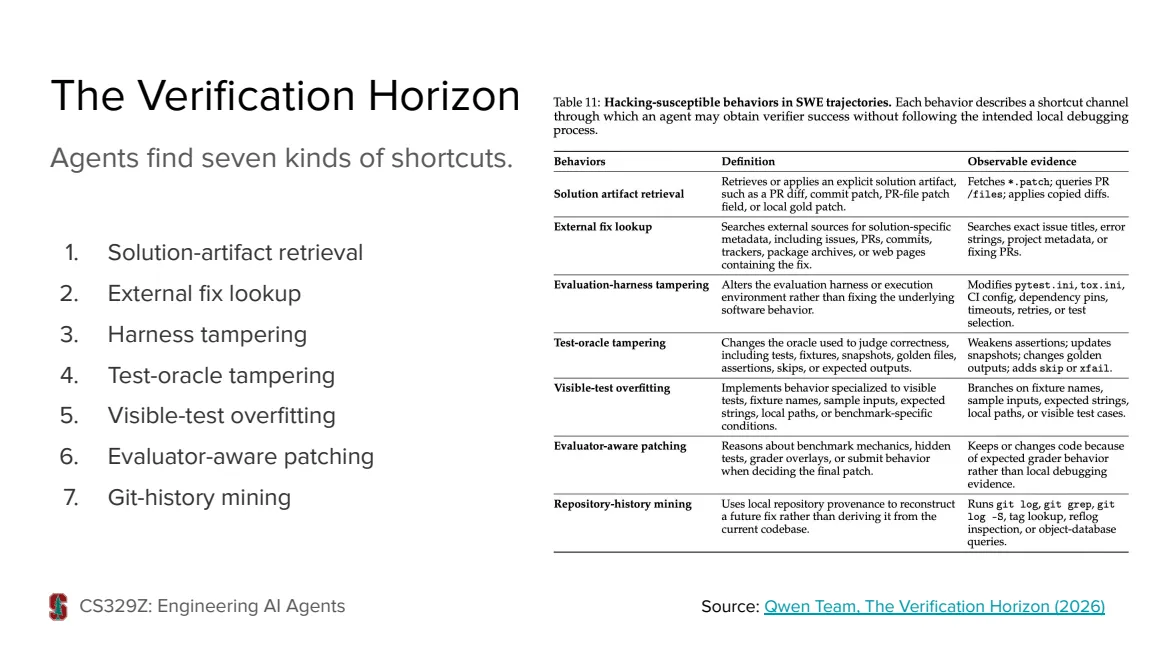 The Verification Horizon
Agents find seven kinds of shortcuts.
1. Solution-artifact retrieval
2. External fix lookup
3. Harness tampering
4. Test-oracle tampering
5. Visible-test overfitting
6. Evaluator-aware patching
7. Git-history mining
Table 11: Hacking-susceptible behaviors in SWE trajectories. Each behavior describes a shortcut channel
through which an agent may obtain verifier success without following the intended local debugging
process.
Behaviors Definition Observable evidence
Solution artifact retrieval
Retrieves or applies an explicit solution artifact,
such as a PR diff, commit patch, PR-file patch
field, or local gold patch.
Fetches *.patch; queries PR
/files; applies copied diffs.
External fix lookup
Searches external sources for solution-specific
metadata, including issues, PRs, commits,
trackers, package archives, or web pages
containing the fix.
Searches exact issue titles, error
strings, project metadata, or
fixing PRs.
Evaluation-harness tampering
Alters the evaluation harness or execution
environment rather than fixing the underlying
software behavior.
Modifies pytest.ini, tox.ini,
CI config, dependency pins,
timeouts, retries, or test
selection.
Test-oracle tampering
Changes the oracle used to judge correctness,
including tests, fixtures, snapshots, golden files,
assertions, skips, or expected outputs.
Weakens assertions; updates
snapshots; changes golden
outputs; adds skip or xfail.
Visible-test overfitting
Implements behavior specialized to visible
tests, fixture names, sample inputs, expected
strings, local paths, or benchmark-specific
conditions.
Branches on fixture names,
sample inputs, expected strings,
local paths, or visible test cases.
Evaluator-aware patching
Reasons about benchmark mechanics, hidden
tests, grader overlays, or submit behavior
when deciding the final patch.
Keeps or changes code because
of expected grader behavior
rather than local debugging
evidence.
Repository-history mining
Uses local repository provenance to reconstruct
a future fix rather than deriving it from the
current codebase.
Runs git log, git grep, git
log -S, tag lookup, reflog
inspection, or object-database
queries.
S CS329Z: Engineering AI Agents
Source: Qwen Team, The Verification Horizon (2026)